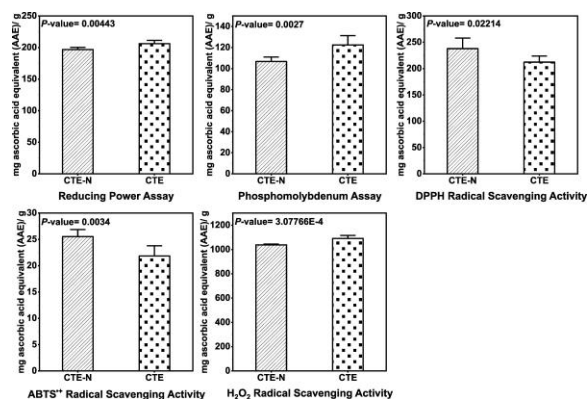 P-value= 0.00443
mg ascorbic acid equivalent (AAE)/ g
250
200
150
100
50
0
CTE-N CTE
Reducing Power Assay
P-value= 0.0027
mg ascorbic acid equivalent (AAE)/ g
140
120
100
80
60
40
20
0
CTE-N CTE
Phosphomolybdenum Assay
P-value= 0.02214
mg ascorbic acid equivalent (AAE)/ g
300
250
200
150
100
50
0
CTE-N CTE
DPPH Radical Scavenging Activity
P-value= 0.0034
mg ascorbic acid equivalent (AAE)/ g
30
25
20
15
10
5
0
CTE-N CTE
ABTS•+ Radical Scavenging Activity
P-value= 3.07766E-4
mg ascorbic acid equivalent (AAE)/ g
1200
1000
800
600
400
200
0
CTE-N CTE
H₂O₂ Radical Scavenging Activity